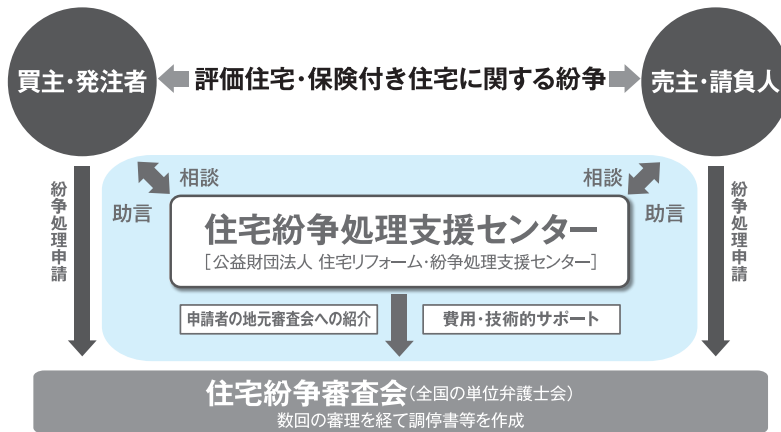 買主・発注者
評価住宅・保険付き住宅に関する紛争
売主・請負人
紛争処理申請
相談
助言
相談
助言
紛争処理申請
住宅紛争処理支援センター
［公益財団法人 住宅リフォーム・紛争処理支援センター］
申請者の地元審査会への紹介
費用・技術的サポート
住宅紛争審査会（全国の単位弁護士会）
数回の審理を経て調停書等を作成